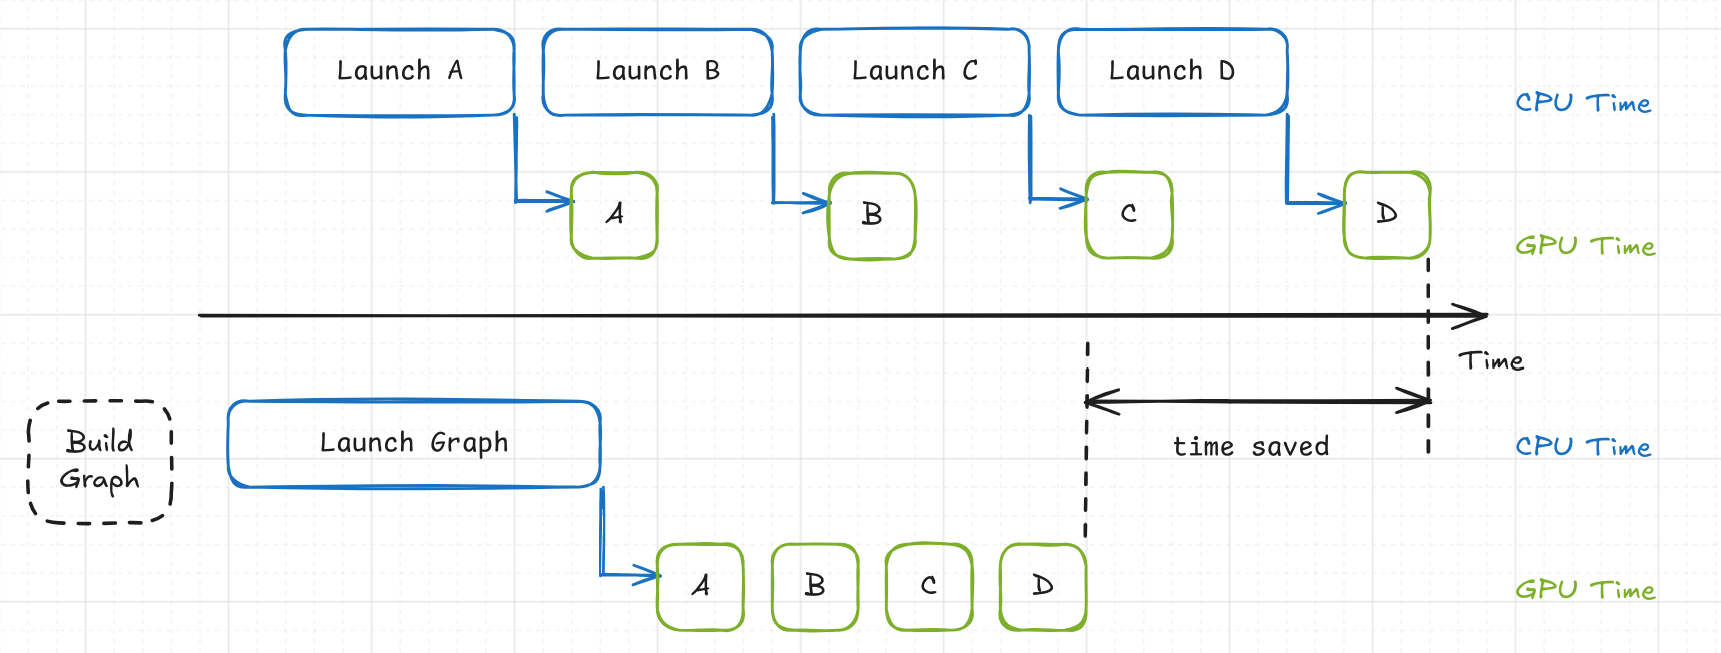 Launch A
Launch B
Launch C
Launch D
CPU Time
A
B
C
D
GPU Time
Time
Build
Graph
Launch Graph
time saved
CPU Time
A
B
C
D
GPU Time